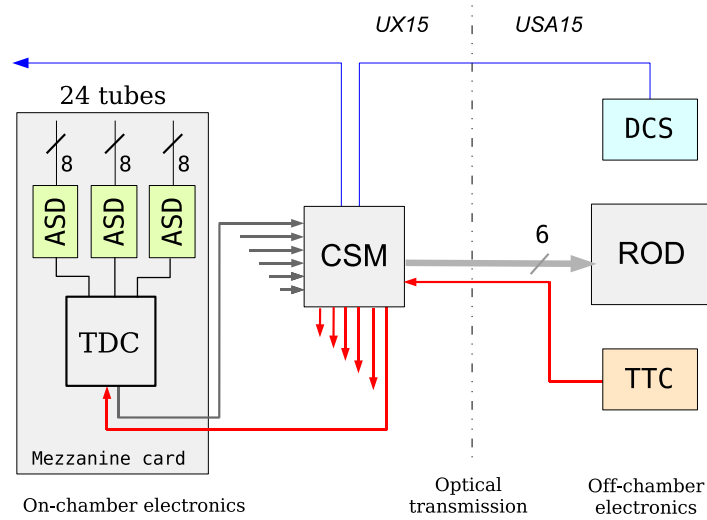 UX15
USA15
24 tubes
8
8
8
ASD
ASD
ASD
TDC
Mezzanine card
CSM
6
DCS
ROD
TTC
On-chamber electronics
Optical
transmission
Off-chamber
electronics